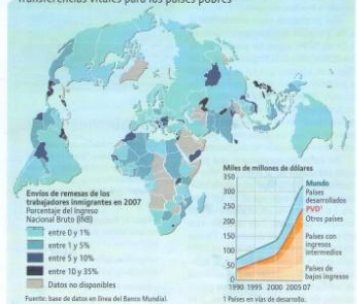 Transferencias vitales para los países pobres
Envíos de remesas de los
trabajadores inmigrantes en 2007
Porcentaje del Ingreso
Nacional Bruto (INB)
entre 0 y 1%
entre 1 y 5%
entre 5 y 10%
entre 10 y 35%
Datos no disponibles
Fuente: base de datos en línea del Banco Mundial.
Miles de millones de dólares
350
300
250
200
150
100
50
0
1990 1995 2000 2005 07
Mundo
Países
desarrollados
PVD¹
Otros países
Países con
ingresos
intermedios
Países de
bajos ingresos
1 Países en vías de desarrollo.